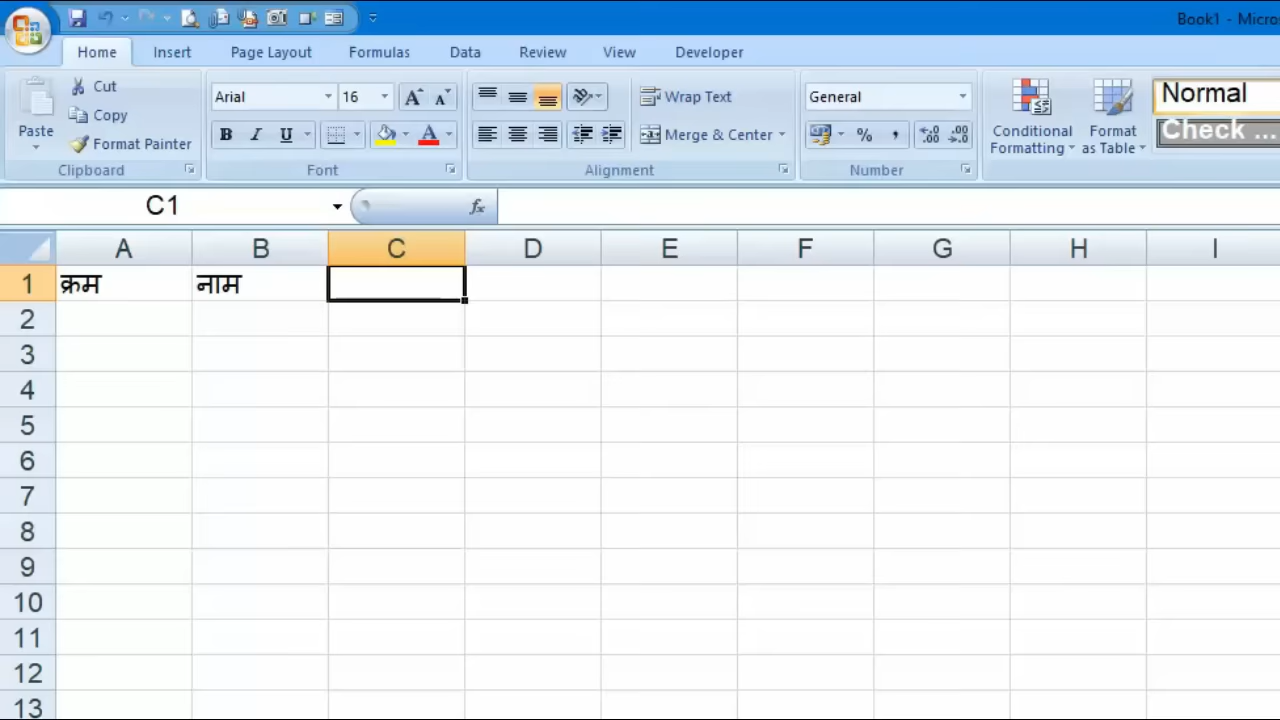 Book1 - Micro
Home Insert Page Layout Formulas Data Review View Developer
Paste
Cut
Copy
Format Painter
Clipboard
Arial 16
B I U
Font
Wrap Text
Merge & Center
Alignment
General
%
Number
Conditional Formatting
Format as Table
Normal
Check ...
C1 fx
A B C D E F G H I
1 क्रम नाम
2
3
4
5
6
7
8
9
10
11
12
13